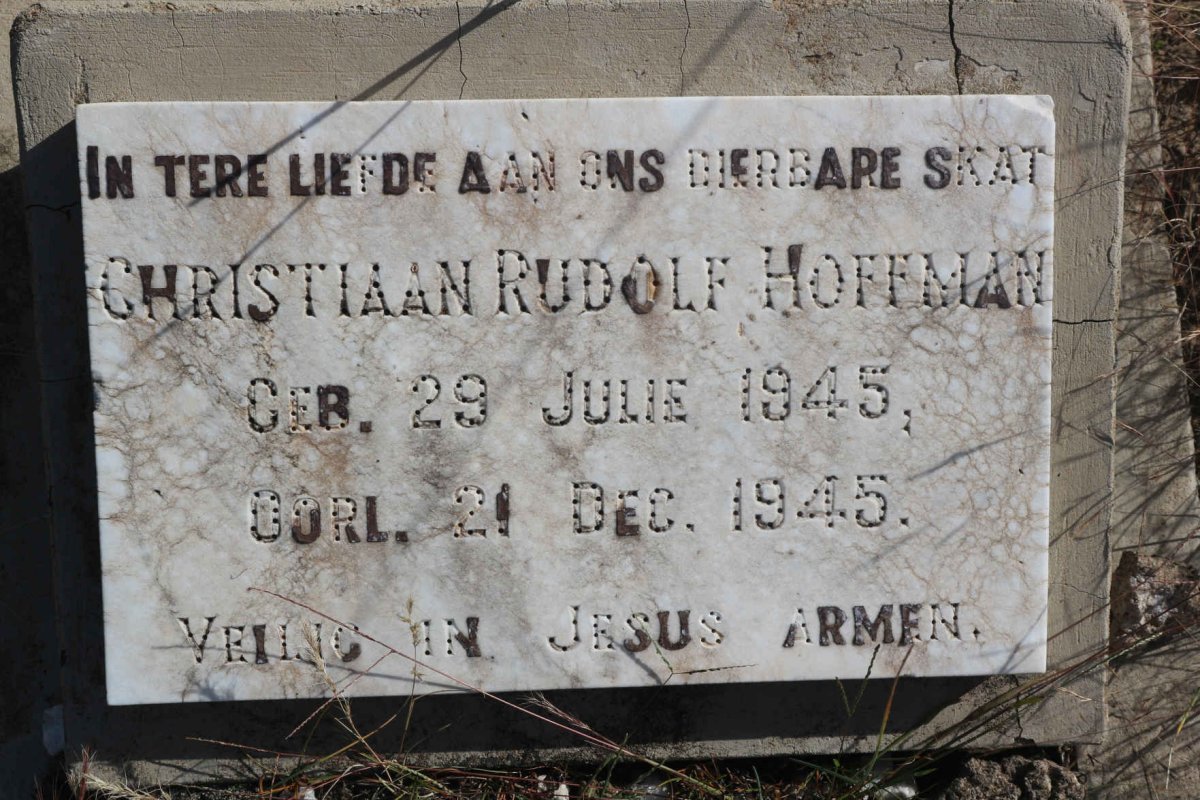 IN TERE LIEFDE AAN ONS DIERBARE SKAT
CHRISTIAAN RUDOLF HOFFMAN
GEB. 29 JULIE 1945,
OORL. 21 DEC. 1945.
VEILIG IN JESUS ARMEN.